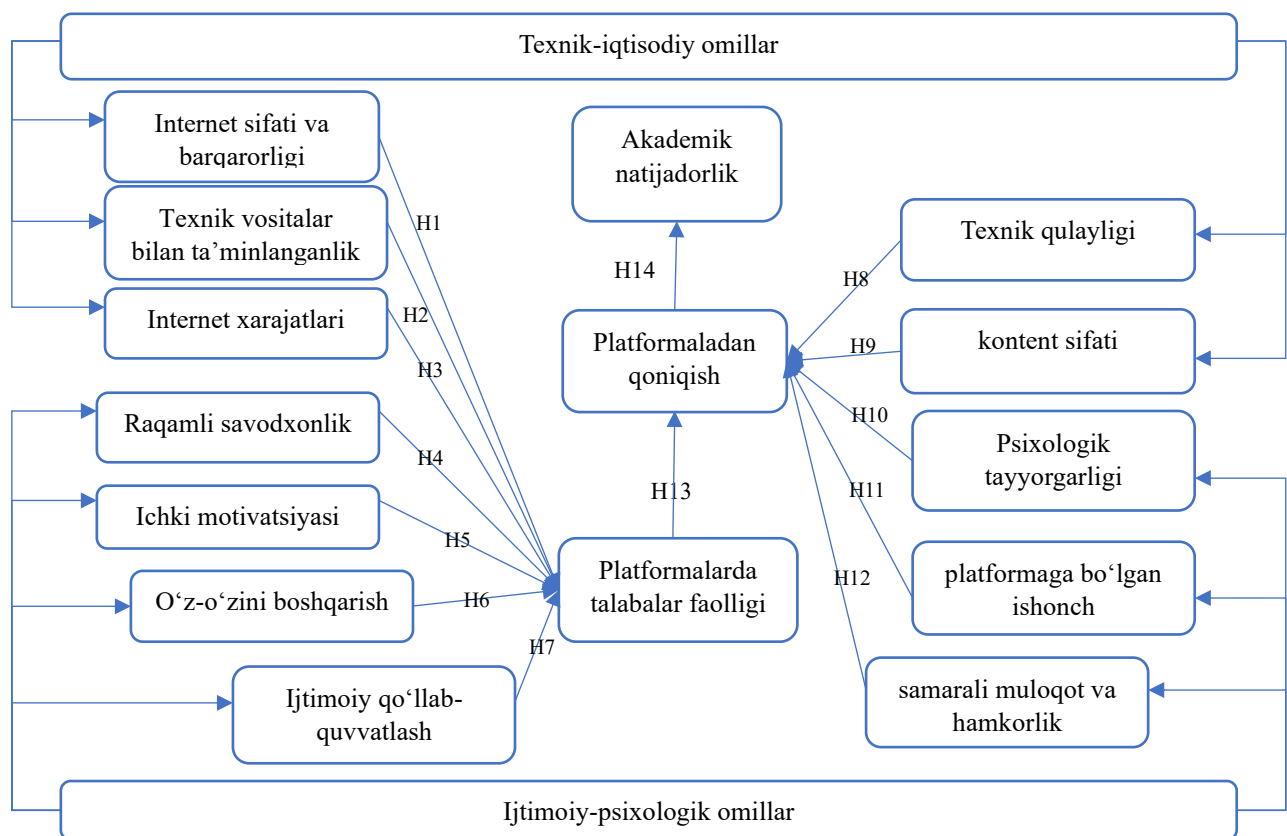 Texnik-iqtisodiy omillar
Internet sifati va
barqarorligi
Texnik vositalar
bilan ta’minlanganlik
Internet xarajatlari
Raqamli savodxonlik
Ichki motivatsiyasi
O‘z-o‘zini boshqarish
Ijtimoiy qo‘llab-
quvvatlash
H1
H2
H3
H4
H5
H6
H7
Akademik
natijadorlik
H14
Platformaladan
qoniqish
H13
Platformalarda
talabalar faolligi
H8
H9
H10
H11
H12
Texnik qulayligi
kontent sifati
Psixologik
tayyorgarligi
platformaga bo‘lgan
ishonch
samarali muloqot va
hamkorlik
Ijtimoiy-psixologik omillar